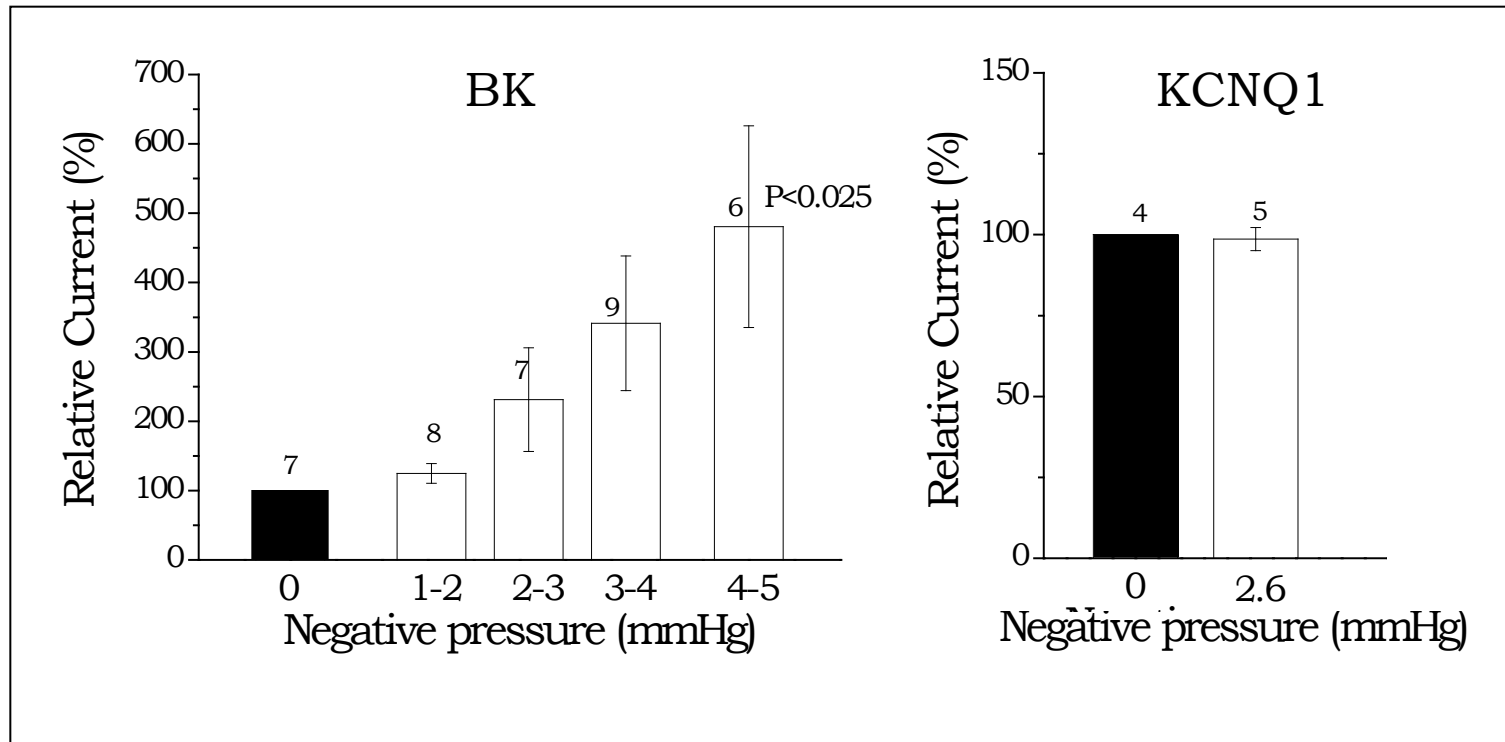 BK
Relative Current (%)
700
600
500
400
300
200
100
0
7
8
7
9
6
P<0.025
0 1-2 2-3 3-4 4-5
Negative pressure (mmHg)
KCNQ1
Relative Current (%)
150
100
50
0
4
5
0 2.6
Negative pressure (mmHg)